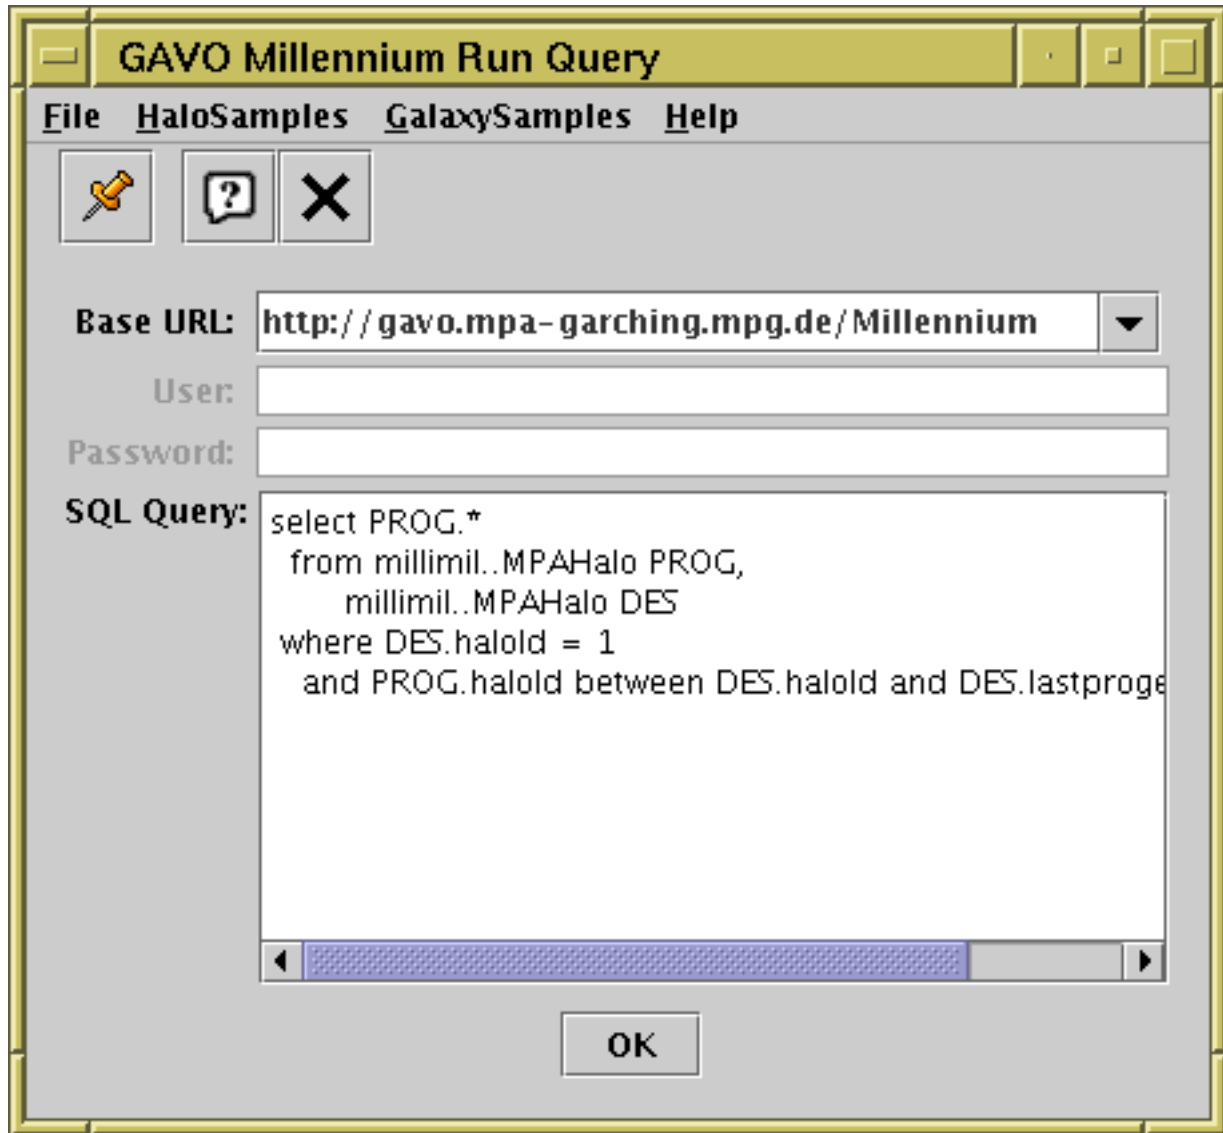 GAVO Millennium Run Query
File HaloSamples GalaxySamples Help
?
Base URL: http://gavo.mpa-garching.mpg.de/Millennium
User:
Password:
SQL Query:
select PROG.*
from millimil..MPAHalo PROG,
millimil..MPAHalo DES
where DES.haloId = 1
and PROG.haloId between DES.haloId and DES.lastproge
OK